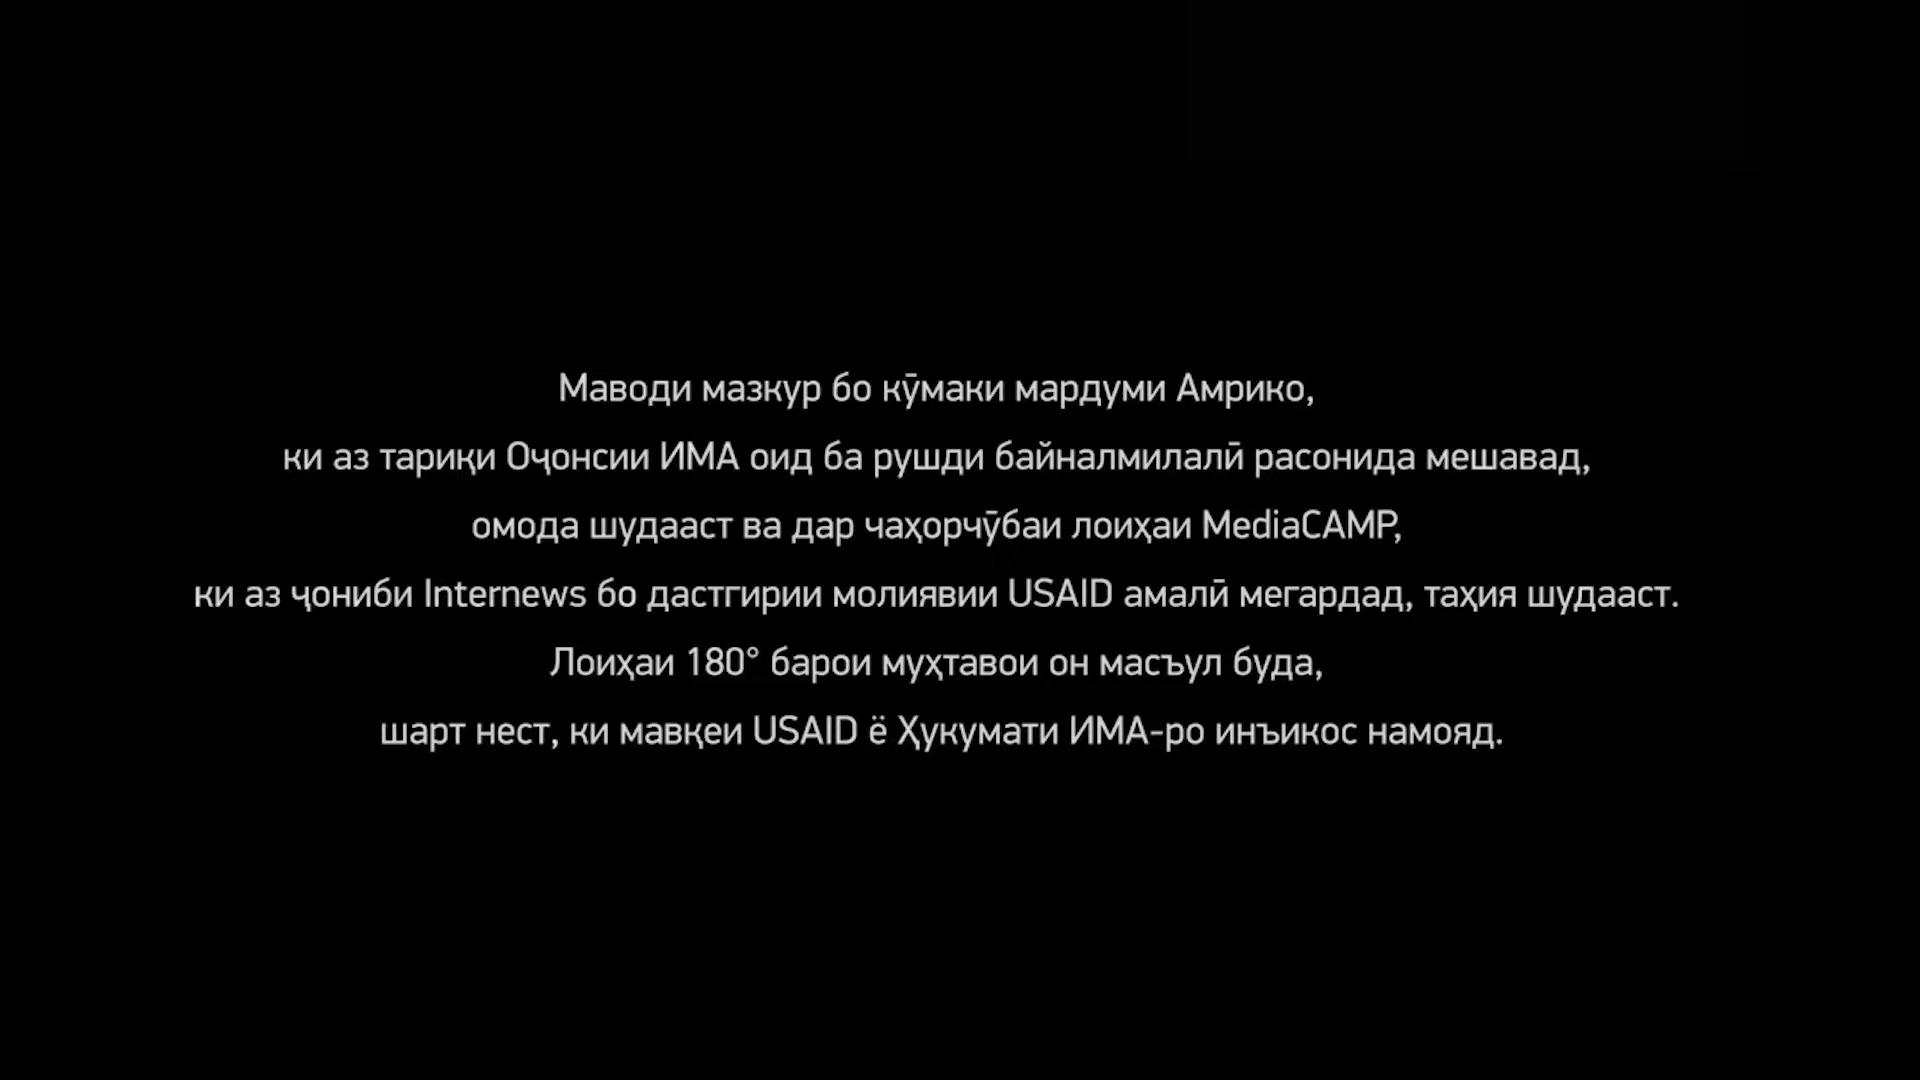 Маводи мазкур бо кӯмаки мардуми Амрико,
ки аз тариқи Оҷонсии ИМА оид ба рушди байналмилалӣ расонида мешавад,
омода шудааст ва дар чаҳорчӯбаи лоиҳаи MediaCAMP,
ки аз ҷониби Internews бо дастгирии молиявии USAID амалӣ мегардад, таҳия шудааст.
Лоиҳаи 180° барои муҳтавои он масъул буда,
шарт нест, ки мавқеи USAID ё Ҳукумати ИМА-ро инъикос намояд.